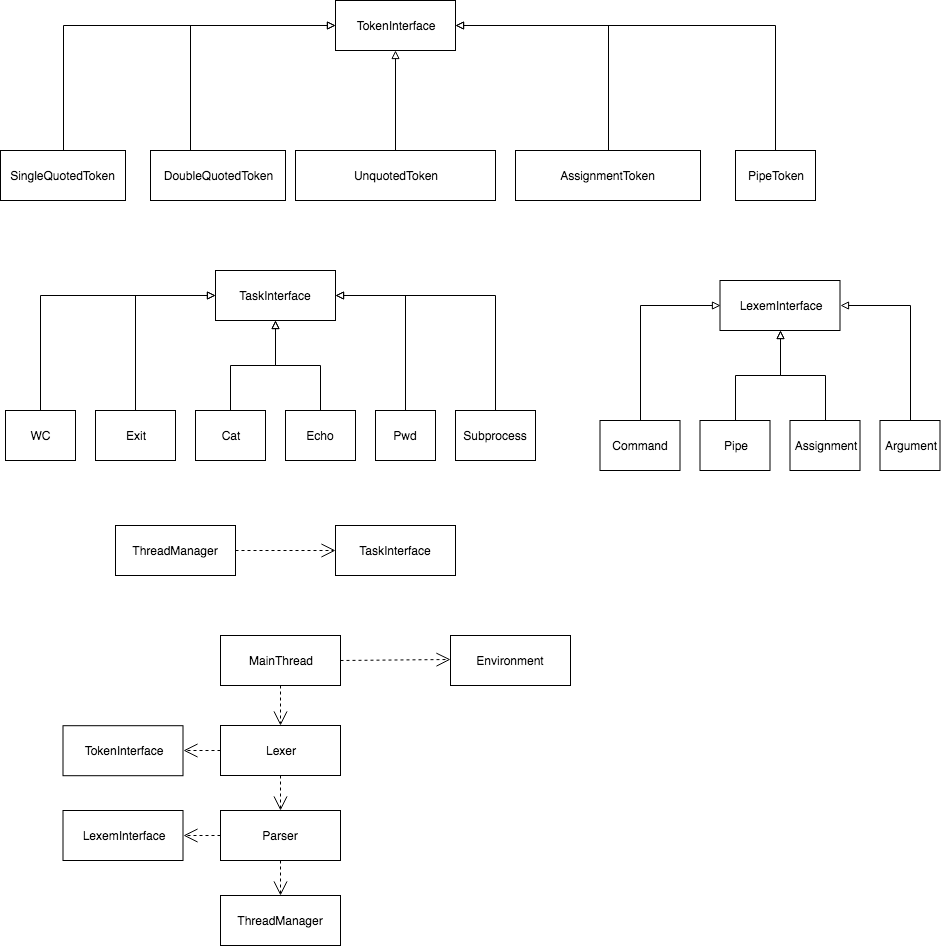 TokenInterface
SingleQuotedToken
DoubleQuotedToken
UnquotedToken
AssignmentToken
PipeToken
TaskInterface
LexemInterface
WC
Exit
Cat
Echo
Pwd
Subprocess
Command
Pipe
Assignment
Argument
ThreadManager
TaskInterface
MainThread
Environment
TokenInterface
Lexer
LexemInterface
Parser
ThreadManager